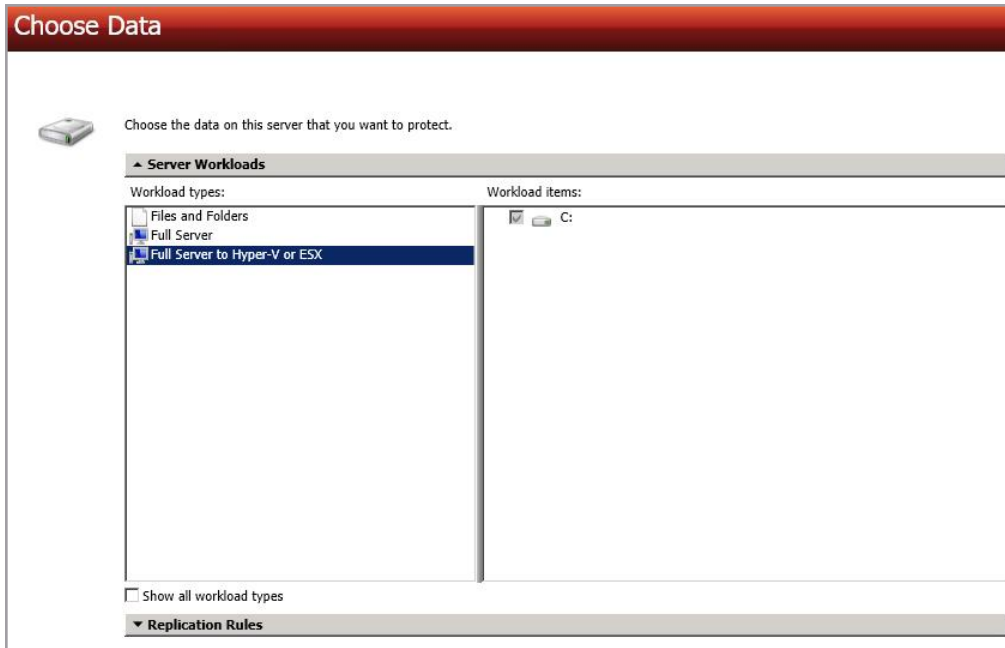 Choose Data
Choose the data on this server that you want to protect.
Server Workloads
Workload types:
Workload items:
Files and Folders
C:
Full Server
Full Server to Hyper-V or ESX
Show all workload types
Replication Rules